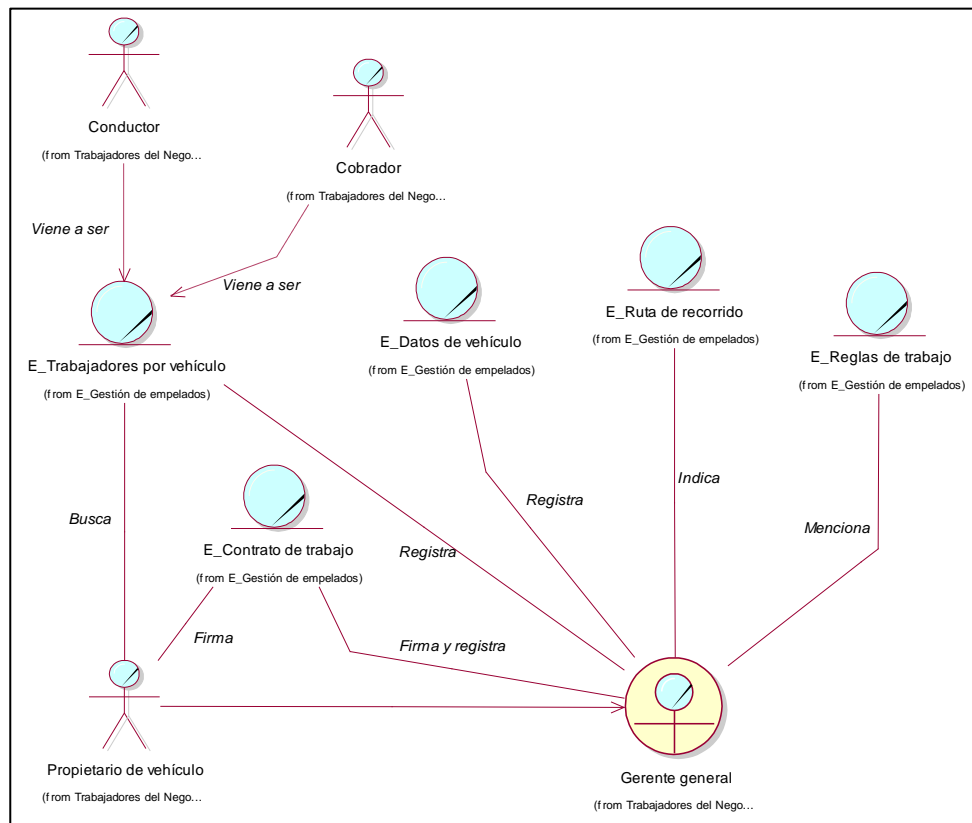 Conductor
(from Trabajadores del Nego...
Cobrador
(from Trabajadores del Nego...
Viene a ser
Viene a ser
E_Trabajadores por vehículo
(from E_Gestión de empelados)
E_Datos de vehículo
(from E_Gestión de empelados)
E_Ruta de recorrido
(from E_Gestión de empelados)
E_Reglas de trabajo
(from E_Gestión de empelados)
Busca
E_Contrato de trabajo
(from E_Gestión de empelados)
Registra
Registra
Indica
Menciona
Firma
Firma y registra
Propietario de vehículo
(from Trabajadores del Nego...
Gerente general
(from Trabajadores del Nego...